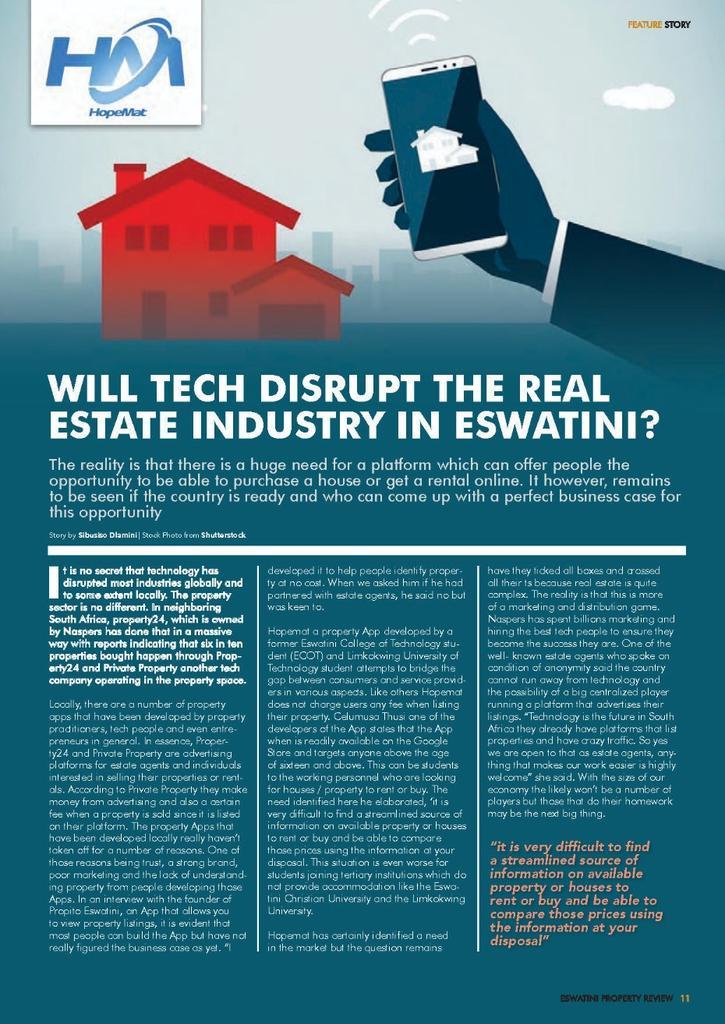 HM
HopeMat
FEATURE STORY
WILL TECH DISRUPT THE REAL
ESTATE INDUSTRY IN ESWATINI?
The reality is that there is a huge need for a platform which can offer people the
opportunity to be able to purchase a house or get a rental online. It however, remains
to be seen if the country is ready and who can come up with a perfect business case for
this opportunity
Story by Sibusiso Dlamini | Stock Photo from Shutterstock
It is no secret that technology has
disrupted most industries globally and
to some extent locally. The property
sector is no different. In neighboring
South Africa, property24, which is owned
by Naspers has done that in a massive
way with reports indicating that six in ten
properties bought happen through Prop-
erty24 and Private Property another tech
company operating in the property space.
Locally, there are a number of property
apps that have been developed by property
practitioners, tech people and even entre-
preneurs in general. In essence, Proper-
ty24 and Private Property are advertising
platforms for estate agents and individuals
interested in selling their properties or rent-
als. According to Private Property they make
money from advertising and also a certain
fee when a property is sold since it is listed
on their platform. The property Apps that
have been developed locally really haven't
taken off for a number of reasons. One of
those reasons being trust, a strong brand,
poor marketing and the lack of understand-
ing property from people developing those
Apps. In an interview with the founder of
Propito Eswatini, an App that allows you
to view property listings, it is evident that
most people can build the App but have not
really figured the business case as yet. "I
developed it to help people identify proper-
ty at no cost. When we asked him if he had
partnered with estate agents, he said no but
was keen to.
Hopemat a property App developed by a
former Eswatini College of Technology stu-
dent (ECOT) and Limkokwing University of
Technology student attempts to bridge the
gap between consumers and service provid-
ers in various aspects. Like others Hopemat
does not charge users any fee when listing
their property. Celumusa Thusi one of the
developers of the App states that the App
when is readily available on the Google
Store and targets anyone above the age
of sixteen and above. This can be students
to the working personnel who are looking
for houses / property to rent or buy. The
need identified here he elaborated, 'it is
very difficult to find a streamlined source of
information on available property or houses
to rent or buy and be able to compare
those prices using the information at your
disposal. This situation is even worse for
students joining tertiary institutions which do
not provide accommodation like the Eswa-
tini Christian University and the Limkokwing
University.
Hopemat has certainly identified a need
in the market but the question remains
have they ticked all boxes and crossed
all their ts because real estate is quite
complex. The reality is that this is more
of a marketing and distribution game.
Naspers has spent billions marketing and
hiring the best tech people to ensure they
become the success they are. One of the
well- known estate agents who spoke on
condition of anonymity said the country
cannot run away from technology and
the possibility of a big centralized player
running a platform that advertises their
listings. "Technology is the future in South
Africa they already have platforms that list
properties and have crazy traffic. So yes
we are open to that as estate agents, any-
thing that makes our work easier is highly
welcome" she said. With the size of our
economy the likely won't be a number of
players but those that do their homework
may be the next big thing.
"it is very difficult to find
a streamlined source of
information on available
property or houses to
rent or buy and be able to
compare those prices using
the information at your
disposal"
ESWATINI PROPERTY REVIEW 11